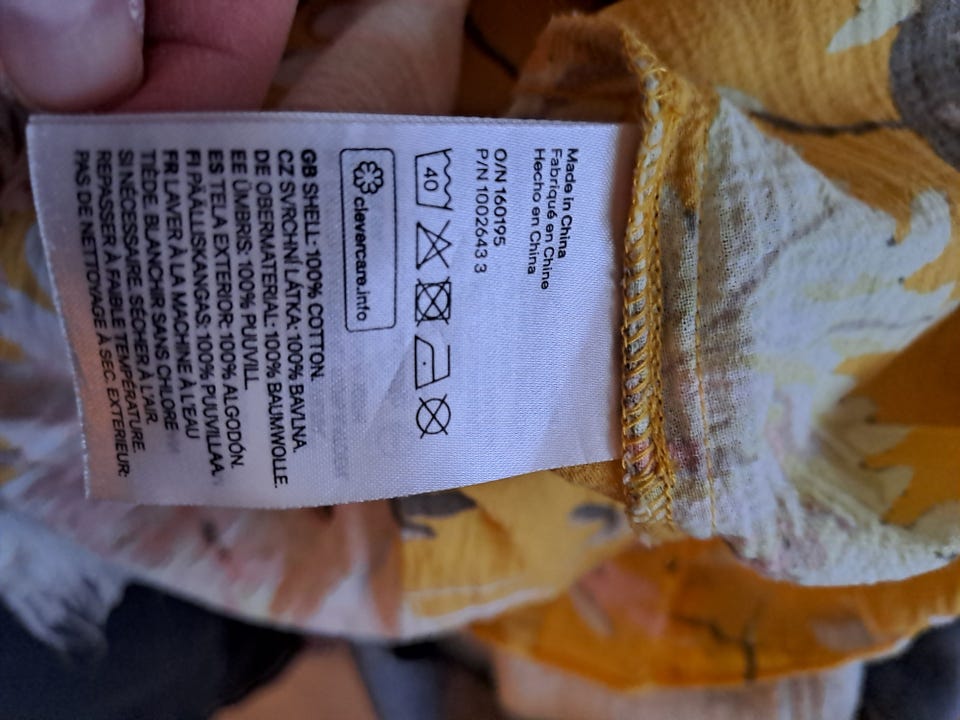 Made in China
Fabriqué en Chine
Hecho en China
O/N 160195
P/N 1002643 3
40
clevercare.info
GB SHELL: 100% COTTON.
CZ SVRCHNÍ LÁTKA: 100% BAVLNA.
DE OBERMATERIAL: 100% BAUMWOLLE.
EE ÜMBRIS: 100% PUUVILL
ES TELA EXTERIOR: 100% ALGODÓN.
FI PÄÄLLISKANGAS: 100% PUUVILLAA.
FR LAVER À LA MACHINE À L'EAU
TIÈDE. BLANCHIR SANS CHLORE
SI NÉCESSAIRE. SÉCHER À L'AIR.
REPASSER À FAIBLE TEMPÉRATURE.
PAS DE NETTOYAGE À SEC. EXTERIEUR: